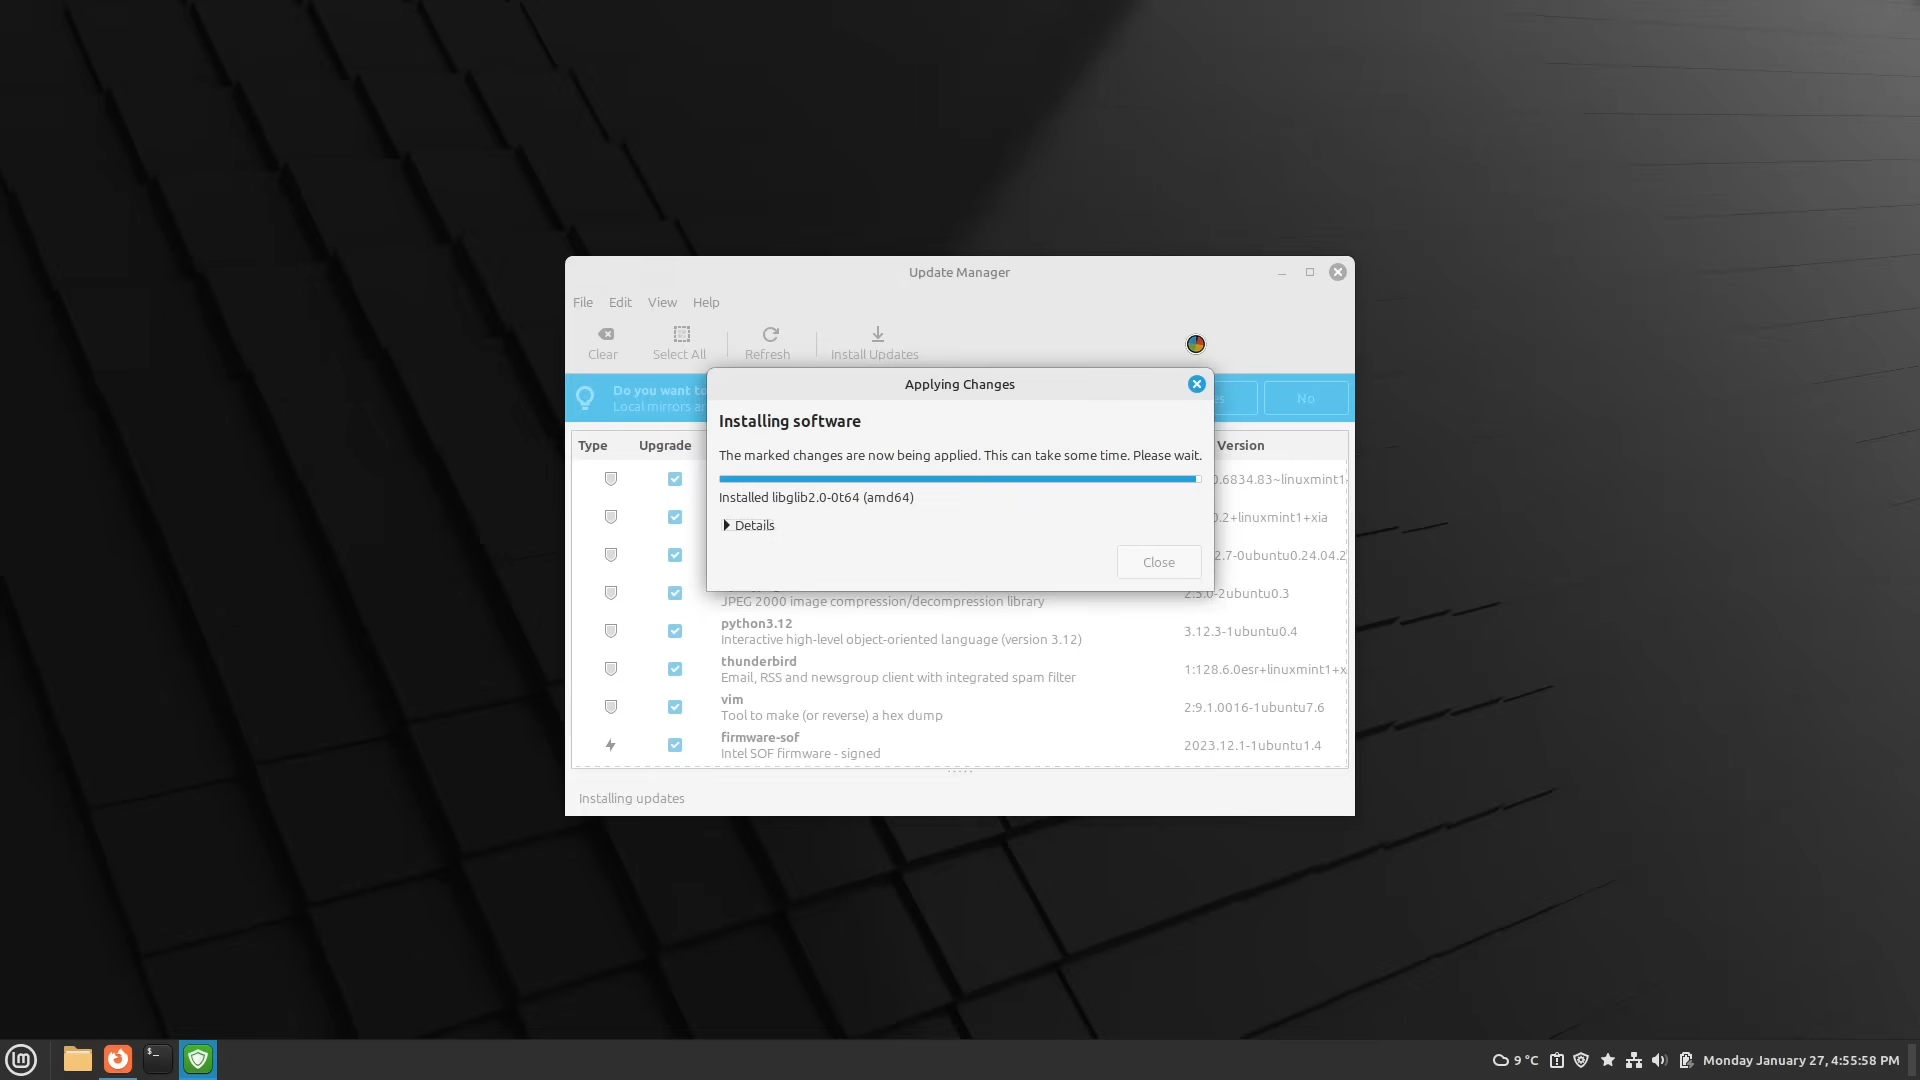 Update Manager
File Edit View Help
Clear Select All Refresh Install Updates
Applying Changes
Do you want to
Local mirrors a
No
Installing software
The marked changes are now being applied. This can take some time. Please wait.
Installed libglib2.0-0t64 (amd64)
Details
Close
Type Upgrade Version
0.6834.83~linuxmint1
0.2+linuxmint1+xia
2.7-0ubuntu0.24.04.2
JPEG 2000 image compression/decompression library
2.5.0-2ubuntu0.3
python3.12
Interactive high-level object-oriented language (version 3.12)
3.12.3-1ubuntu0.4
thunderbird
Email, RSS and newsgroup client with integrated spam filter
1:128.6.0esr+linuxmint1+x
vim
Tool to make (or reverse) a hex dump
2:9.1.0016-1ubuntu7.6
firmware-sof
Intel SOF firmware - signed
2023.12.1-1ubuntu1.4
Installing updates
lm
$_
9 °C
Monday January 27, 4:55:58 PM